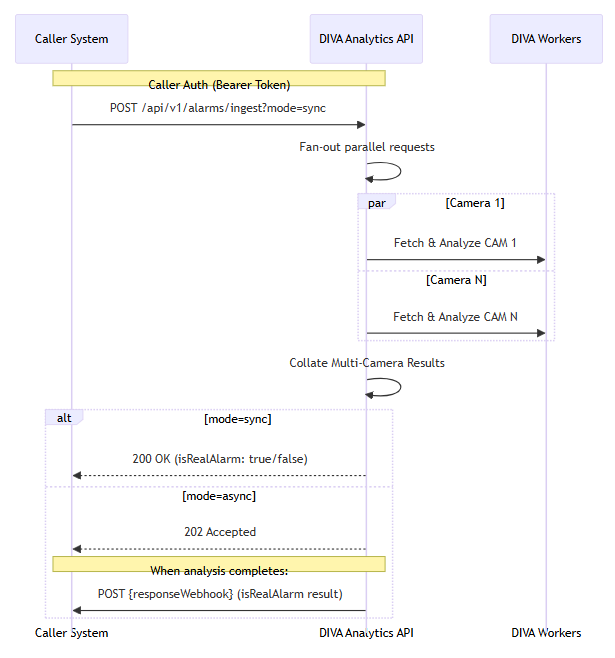 Caller System
DIVA Analytics API
DIVA Workers
Caller Auth (Bearer Token)
POST /api/v1/alarms/ingest?mode=sync
Fan-out parallel requests
par
[Camera 1]
Fetch & Analyze CAM 1
[Camera N]
Fetch & Analyze CAM N
Collate Multi-Camera Results
alt
[mode=sync]
200 OK (isRealAlarm: true/false)
[mode=async]
202 Accepted
When analysis completes:
POST {responseWebhook} (isRealAlarm result)
Caller System
DIVA Analytics API
DIVA Workers